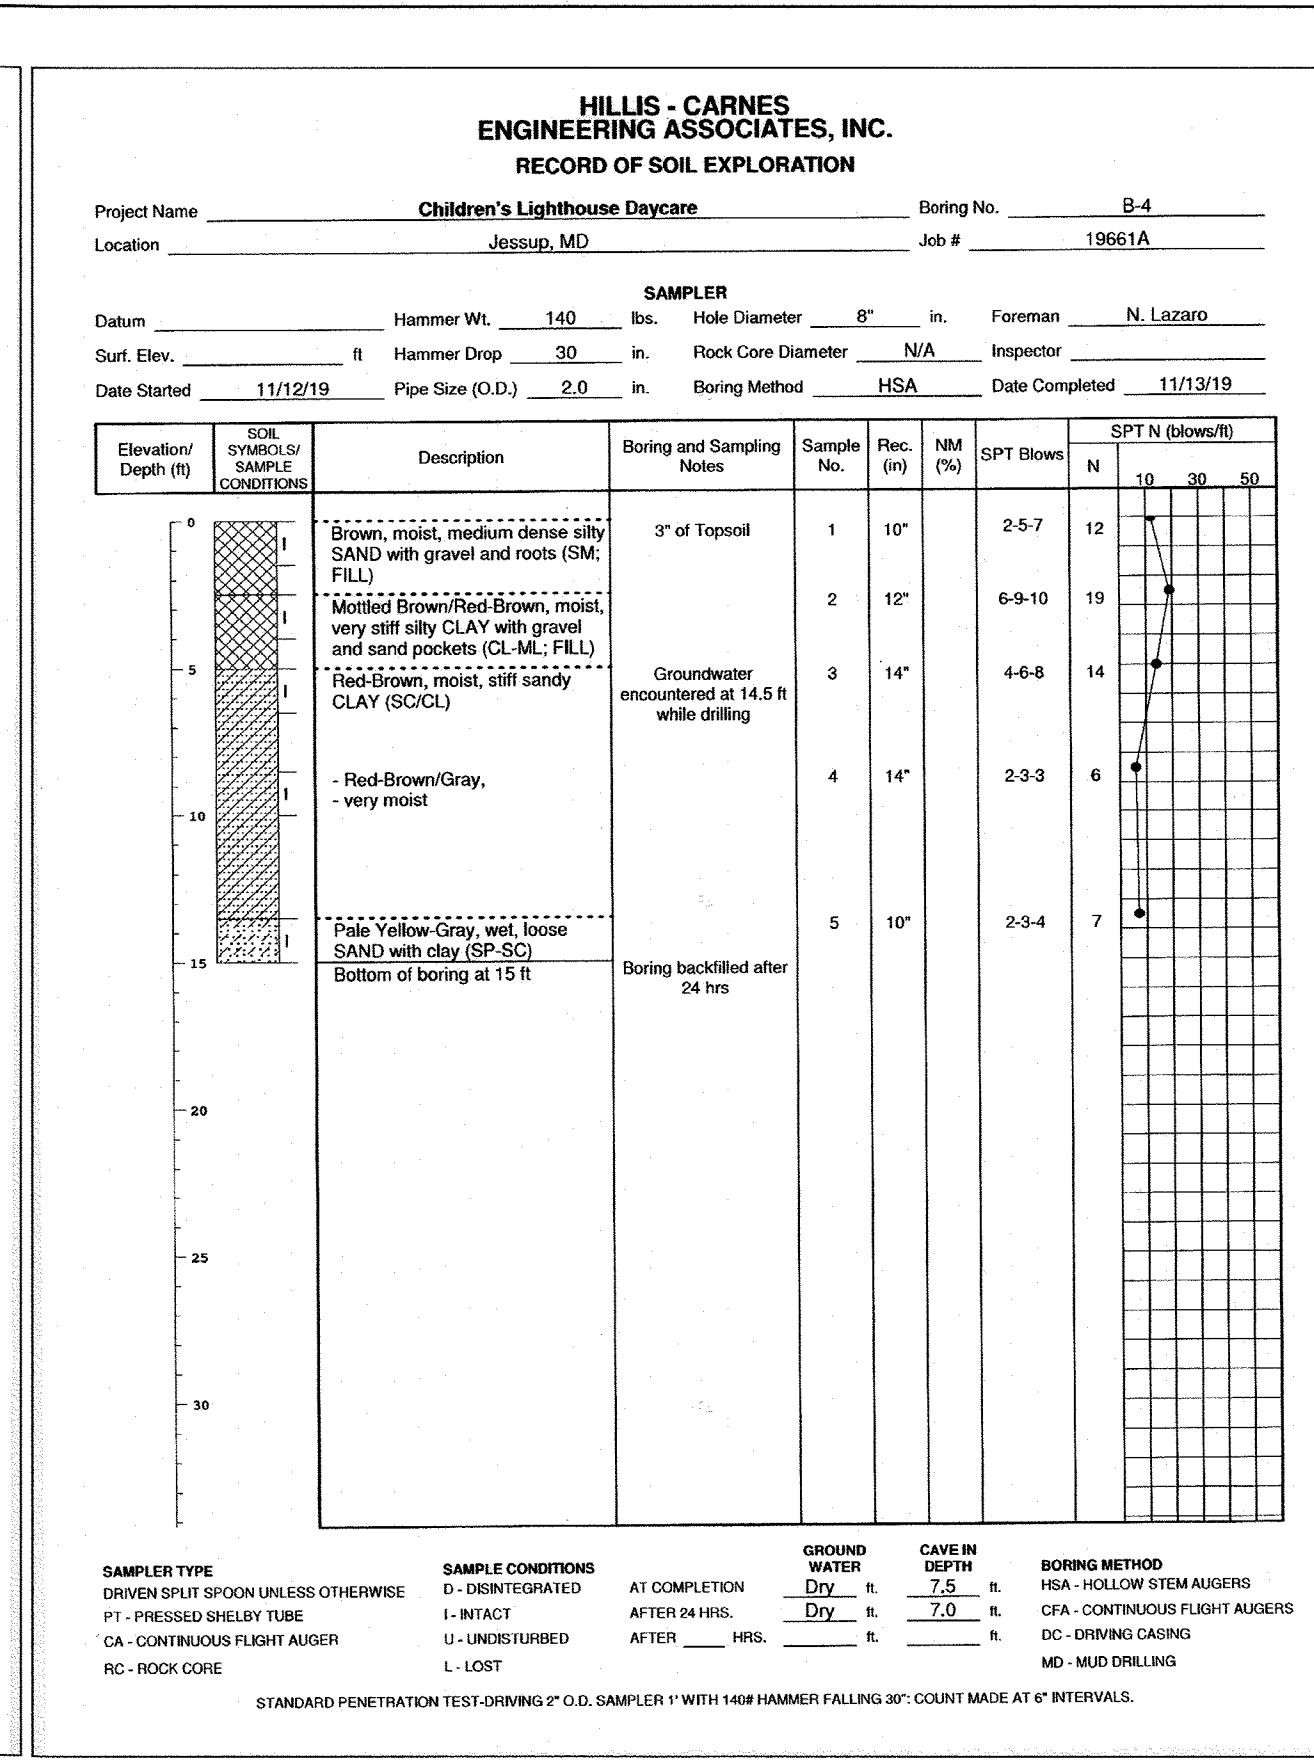 HILLIS - CARNES
ENGINEERING ASSOCIATES, INC.
RECORD OF SOIL EXPLORATION
Project Name Children's Lighthouse Daycare Boring No. B-4
Location Jessup, MD Job # 19661A
SAMPLER
Datum Hammer Wt. 140 lbs. Hole Diameter 8" in. Foreman N. Lazaro
Surf. Elev. ft Hammer Drop 30 in. Rock Core Diameter N/A Inspector
Date Started 11/12/19 Pipe Size (O.D.) 2.0 in. Boring Method HSA Date Completed 11/13/19
Elevation/
Depth (ft)
SOIL
SYMBOLS/
SAMPLE
CONDITIONS
Description
Boring and Sampling
Notes
Sample
No.
Rec.
(in)
NM
(%)
SPT Blows
SPT N (blows/ft)
N
10 30 50
0
Brown, moist, medium dense silty
SAND with gravel and roots (SM;
FILL)
I
3" of Topsoil
1 10" 2-5-7 12
Mottled Brown/Red-Brown, moist,
very stiff silty CLAY with gravel
and sand pockets (CL-ML; FILL)
I
2 12" 6-9-10 19
5
Red-Brown, moist, stiff sandy
CLAY (SC/CL)
I
Groundwater
encountered at 14.5 ft
while drilling
3 14" 4-6-8 14
- Red-Brown/Gray,
- very moist
I
4 14" 2-3-3 6
10
Pale Yellow-Gray, wet, loose
SAND with clay (SP-SC)
I
5 10" 2-3-4 7
15
Bottom of boring at 15 ft
Boring backfilled after
24 hrs
20
25
30
SAMPLER TYPE
DRIVEN SPLIT SPOON UNLESS OTHERWISE
PT - PRESSED SHELBY TUBE
CA - CONTINUOUS FLIGHT AUGER
RC - ROCK CORE
SAMPLE CONDITIONS
D - DISINTEGRATED
I - INTACT
U - UNDISTURBED
L - LOST
GROUND
WATER
CAVE IN
DEPTH
AT COMPLETION Dry ft. 7.5 ft.
AFTER 24 HRS. Dry ft. 7.0 ft.
AFTER HRS. ft. ft.
BORING METHOD
HSA - HOLLOW STEM AUGERS
CFA - CONTINUOUS FLIGHT AUGERS
DC - DRIVING CASING
MD - MUD DRILLING
STANDARD PENETRATION TEST-DRIVING 2" O.D. SAMPLER 1' WITH 140# HAMMER FALLING 30": COUNT MADE AT 6" INTERVALS.